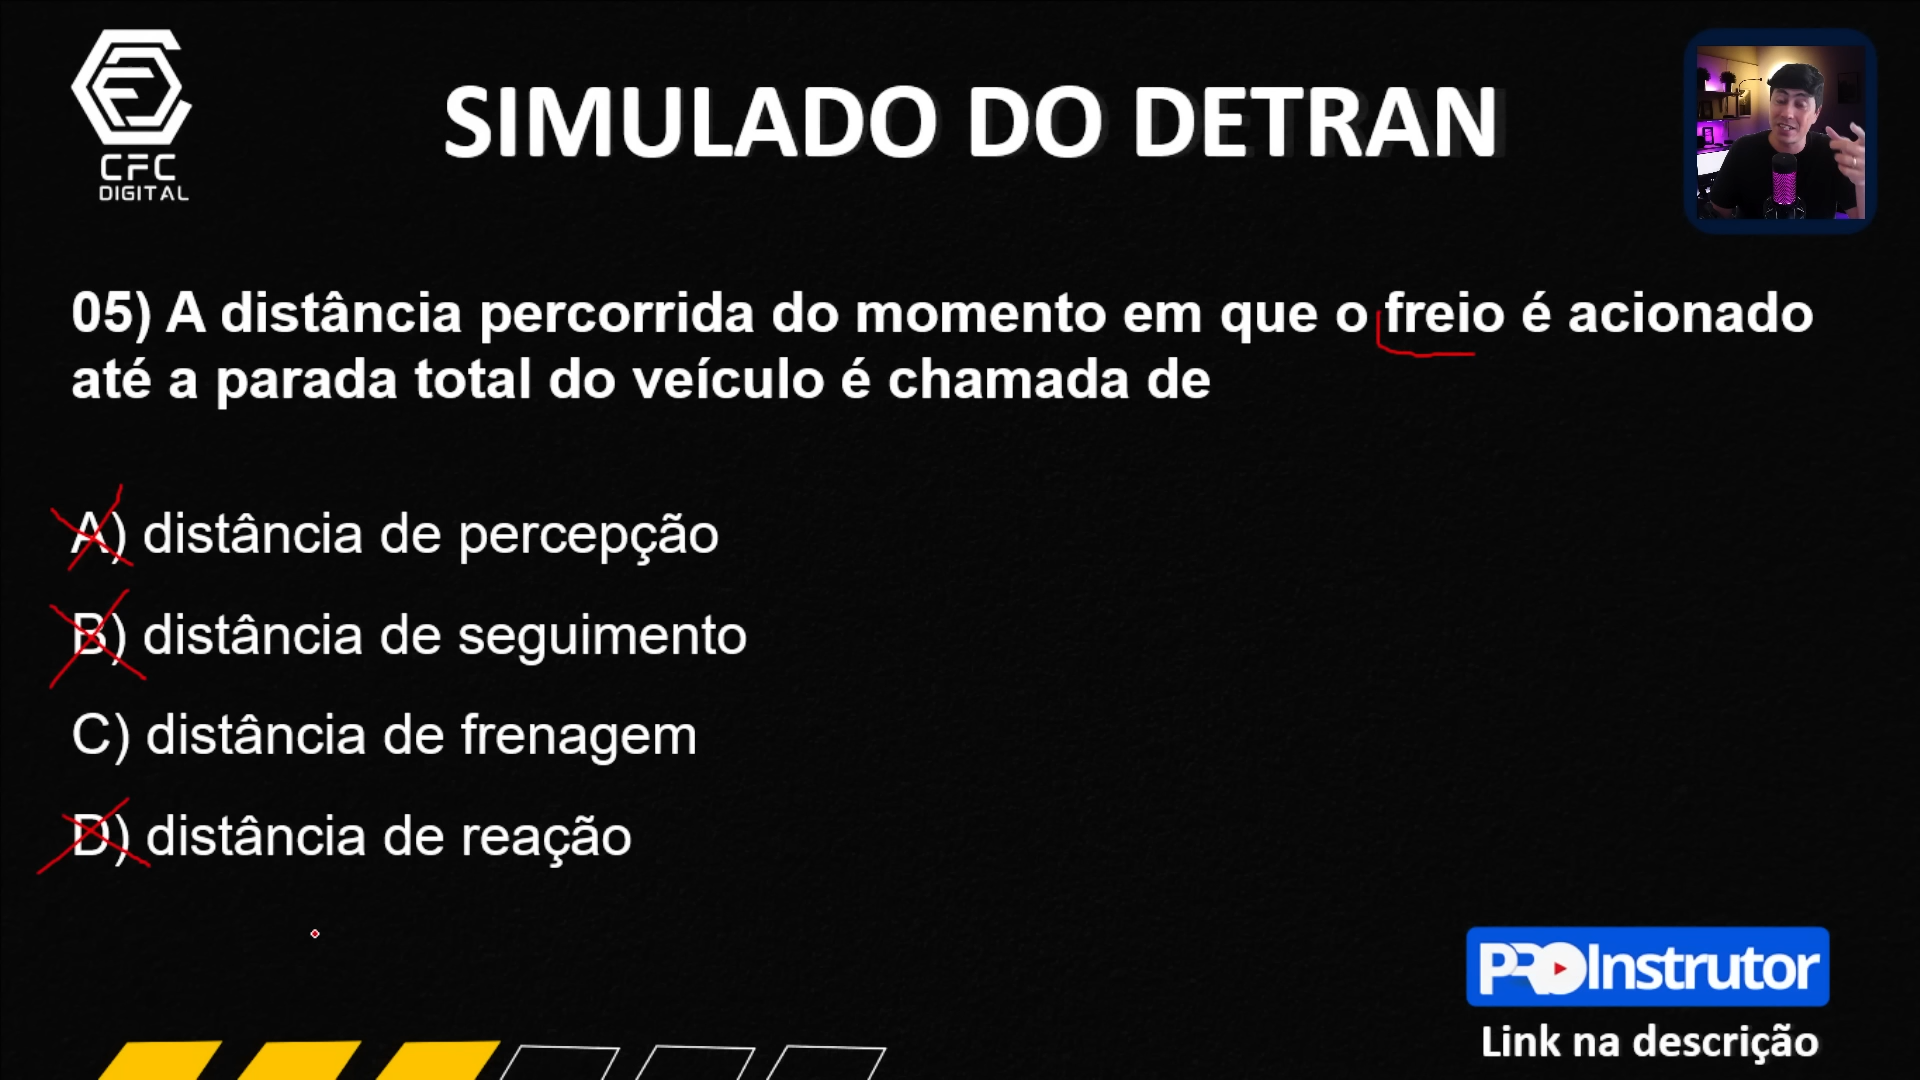 CFC
DIGITAL
SIMULADO DO DETRAN
05) A distância percorrida do momento em que o freio é acionado
até a parada total do veículo é chamada de
A) distância de percepção
B) distância de seguimento
C) distância de frenagem
D) distância de reação
PROInstrutor
Link na descrição